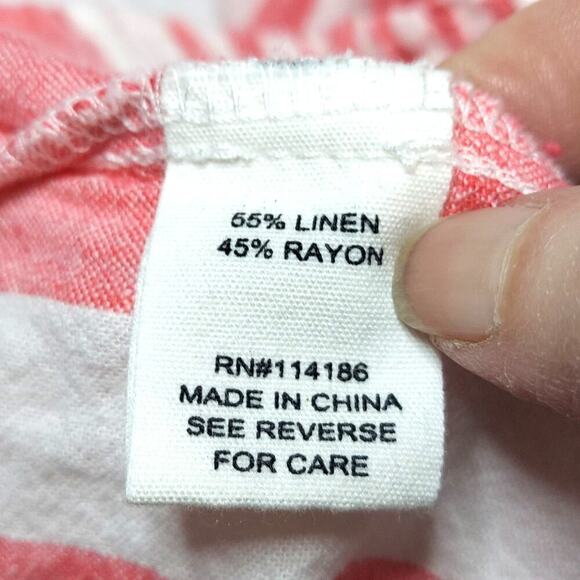 55% LINEN
45% RAYON
RN#114186
MADE IN CHINA
SEE REVERSE
FOR CARE